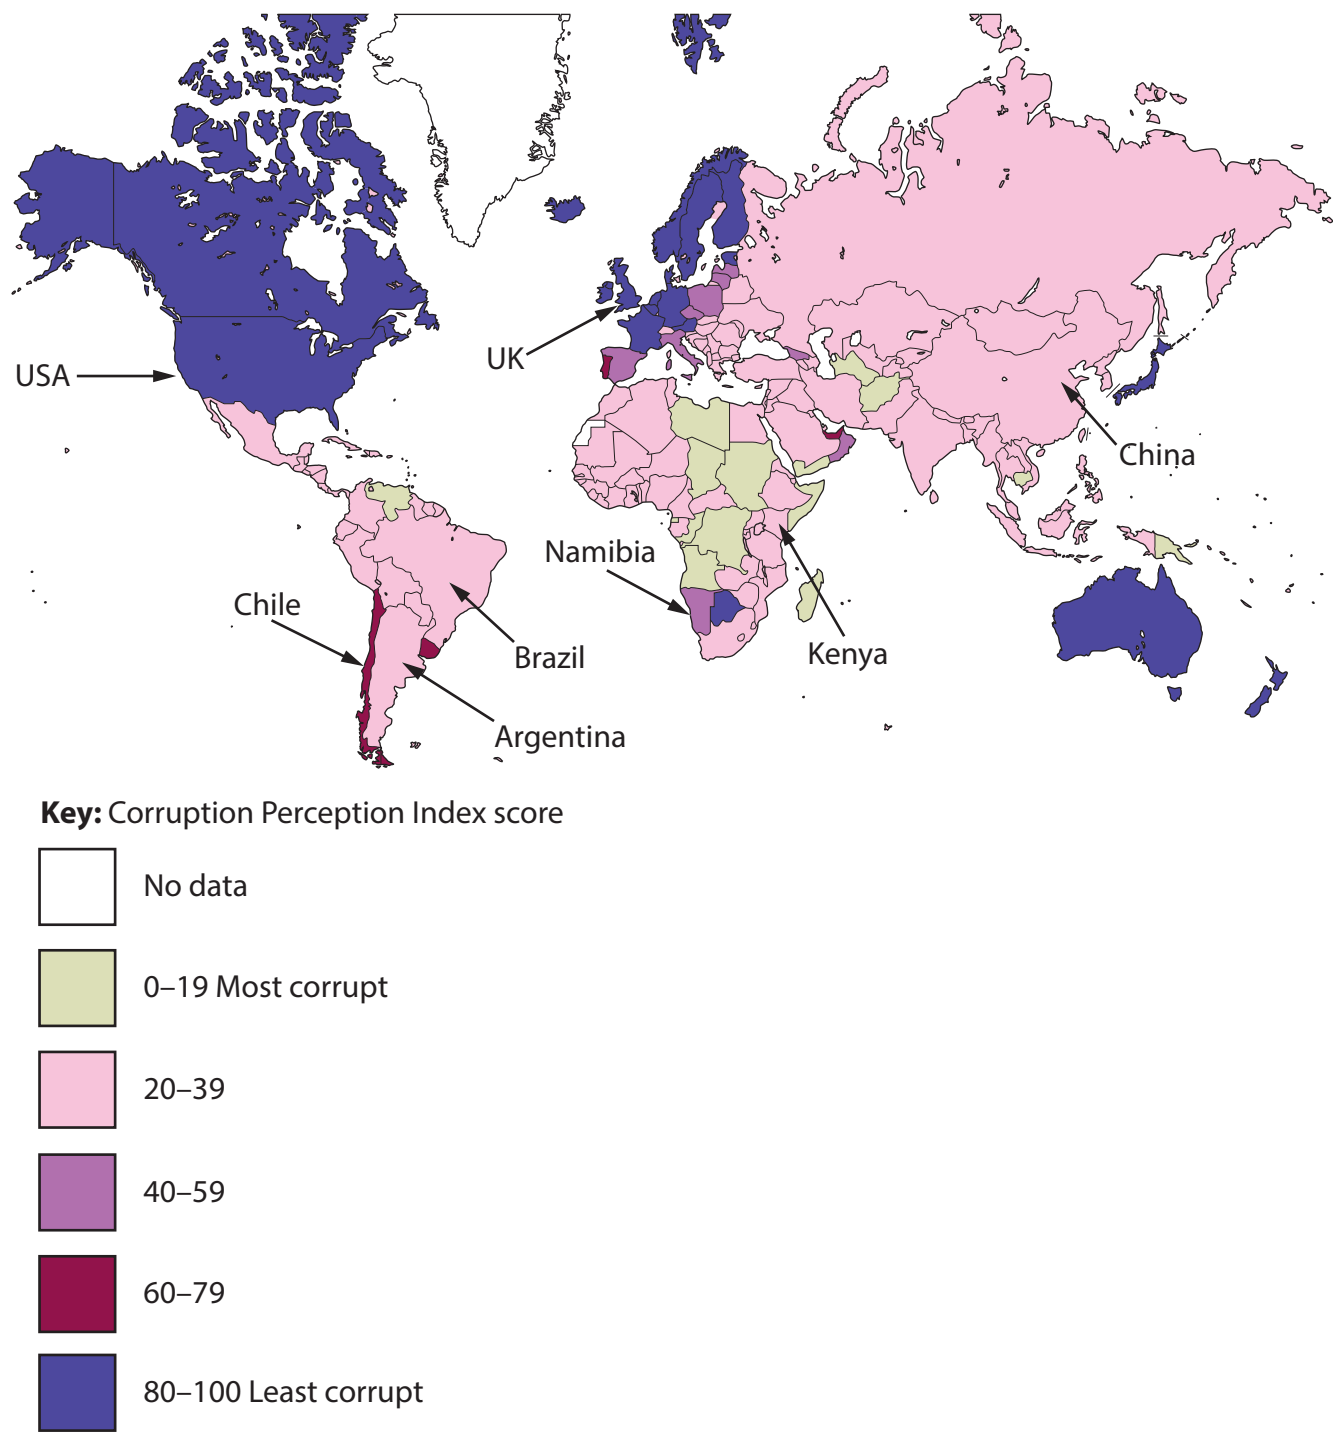 USA
UK
China
Namibia
Chile
Brazil
Kenya
Argentina
Key: Corruption Perception Index score
No data
0–19 Most corrupt
20–39
40–59
60–79
80–100 Least corrupt